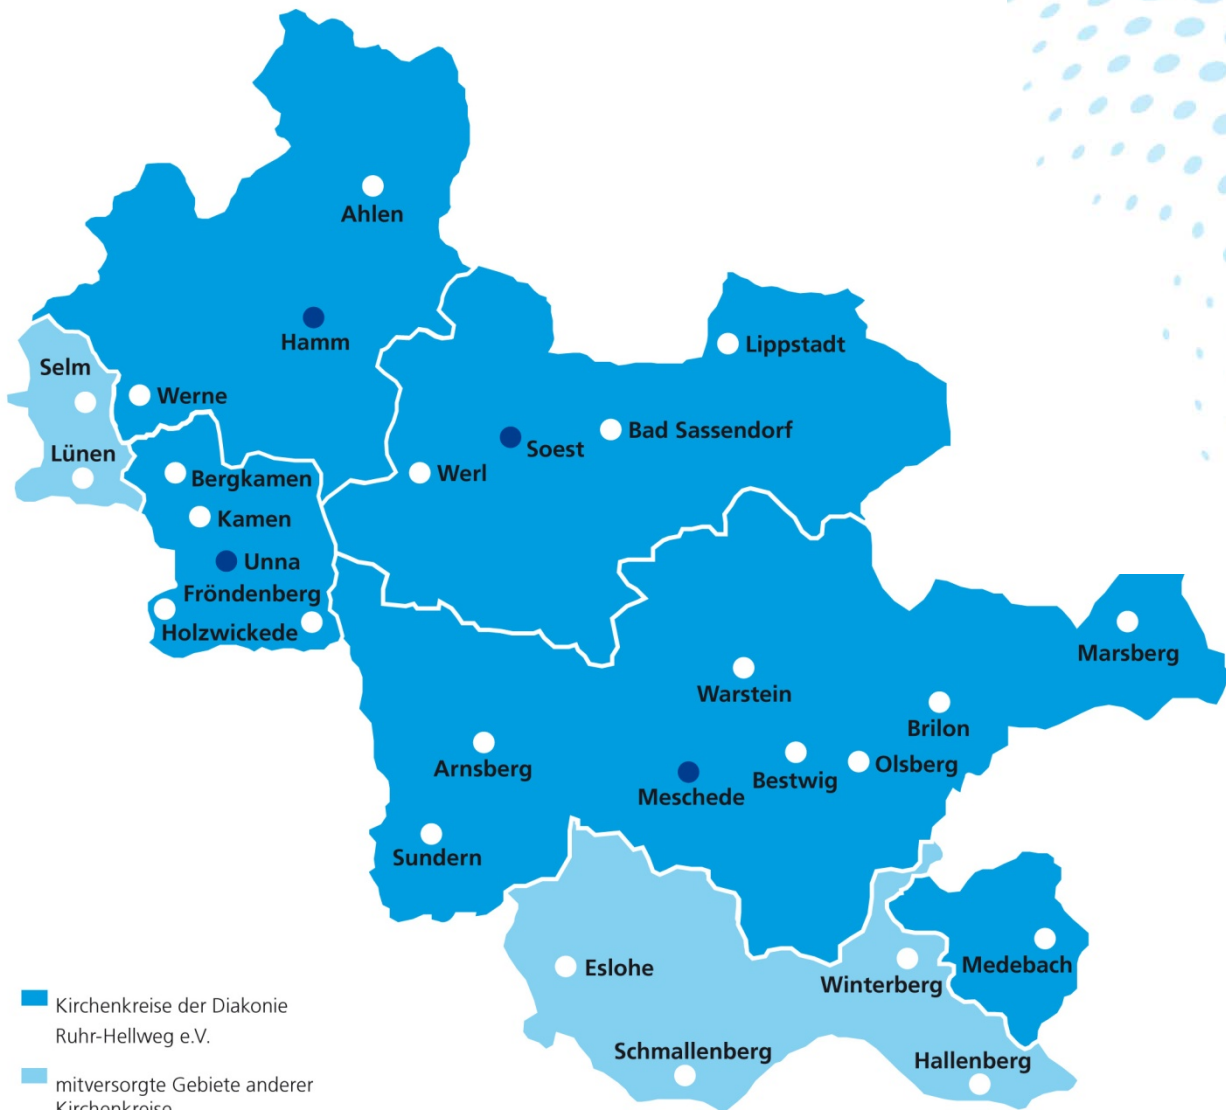 Ahlen
Hamm
Lippstadt
Selm
Werne
Bad Sassendorf
Soest
Lünen
Werl
Bergkamen
Kamen
Unna
Fröndenberg
Holzwickede
Marsberg
Warstein
Brilon
Arnsberg
Olsberg
Bestwig
Meschede
Sundern
Eslohe
Medebach
Winterberg
Kirchenkreise der Diakonie
Ruhr-Hellweg e.V.
Schmallenberg
Hallenberg
mitversorgte Gebiete anderer
Kirchenkreise